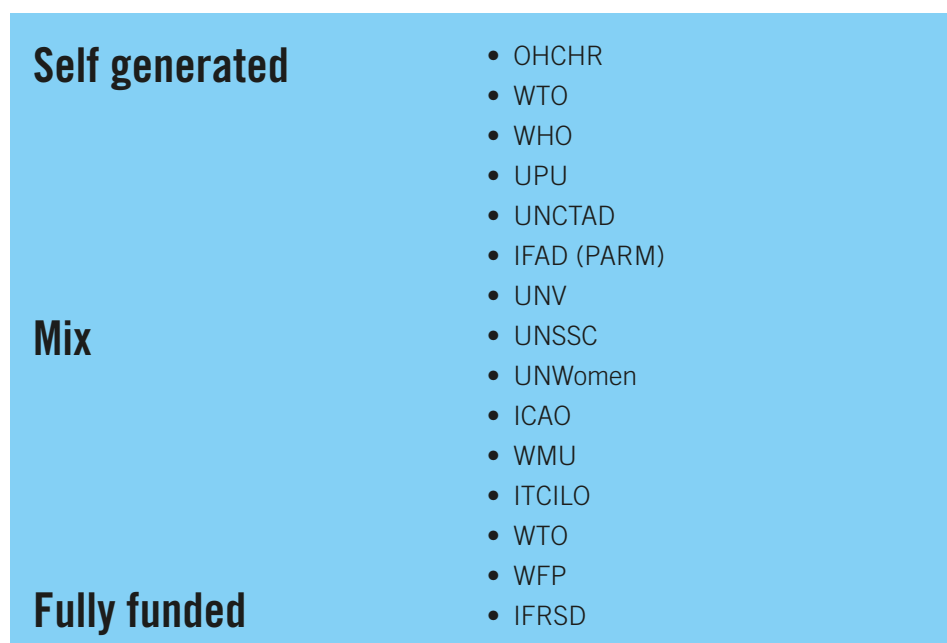 Self generated
• OHCHR
• WTO
• WHO
• UPU
• UNCTAD
• IFAD (PARM)
• UNV
Mix
• UNSSC
• UNWomen
• ICAO
• WMU
• ITCILO
• WTO
• WFP
Fully funded
• IFRSD